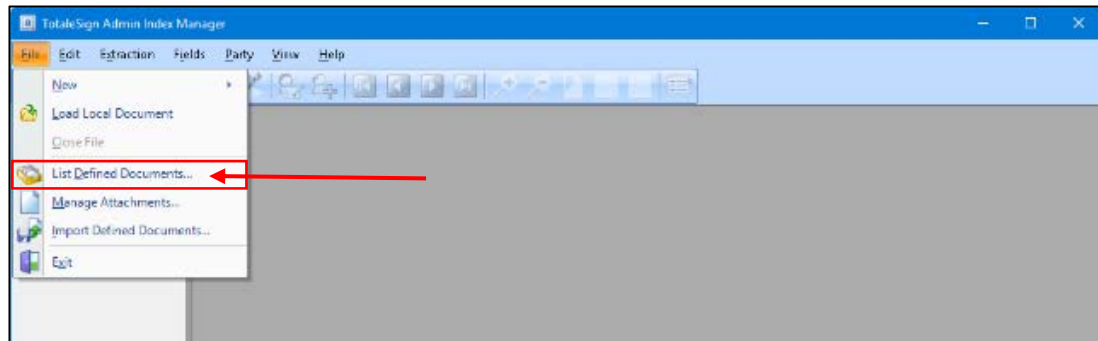 TotaleSign Admin Index Manager
File Edit Extraction Fields Party View Help
New
Load Local Document
Close File
List Defined Documents...
Manage Attachments...
Import Defined Documents...
Exit